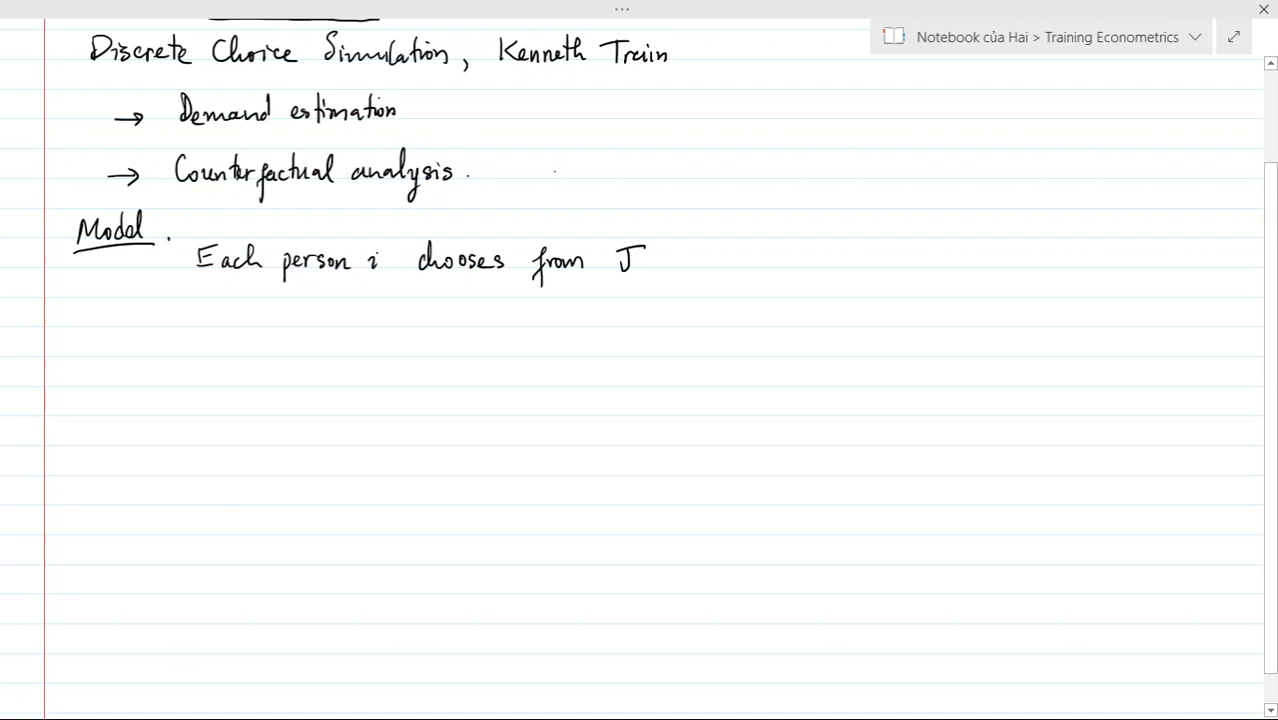 Notebook của Hai > Training Econometrics
Discrete Choice Simulation, Kenneth Train
→ Demand estimation
→ Counterfactual analysis.
Model.
Each person i chooses from J